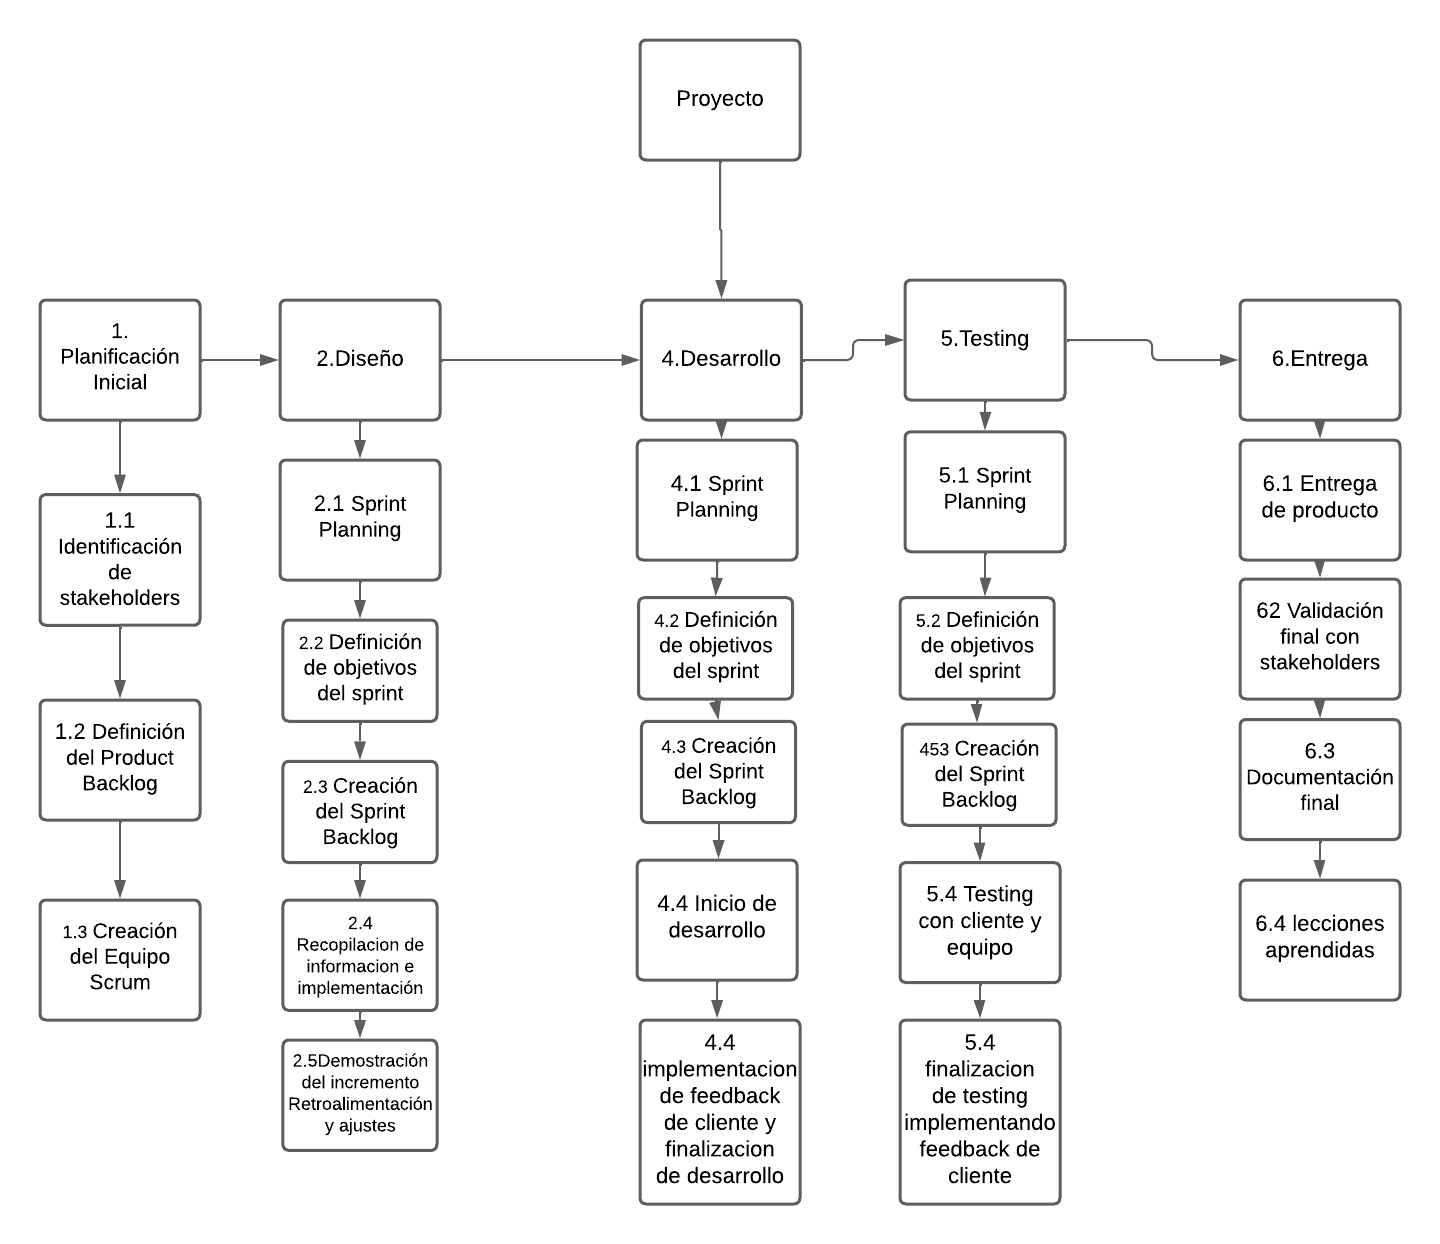 Proyecto
1.
Planificación
Inicial
1.1
Identificación
de
stakeholders
1.2 Definición
del Product
Backlog
1.3 Creación
del Equipo
Scrum
2.Diseño
2.1 Sprint
Planning
2.2 Definición
de objetivos
del sprint
2.3 Creación
del Sprint
Backlog
2.4
Recopilacion de
informacion e
implementación
2.5Demostración
del incremento
Retroalimentación
y ajustes
4.Desarrollo
4.1 Sprint
Planning
4.2 Definición
de objetivos
del sprint
4.3 Creación
del Sprint
Backlog
4.4 Inicio de
desarrollo
4.4
implementacion
de feedback
de cliente y
finalizacion
de desarrollo
5.Testing
5.1 Sprint
Planning
5.2 Definición
de objetivos
del sprint
453 Creación
del Sprint
Backlog
5.4 Testing
con cliente y
equipo
5.4
finalizacion
de testing
implementando
feedback de
cliente
6.Entrega
6.1 Entrega
de producto
62 Validación
final con
stakeholders
6.3
Documentación
final
6.4 lecciones
aprendidas